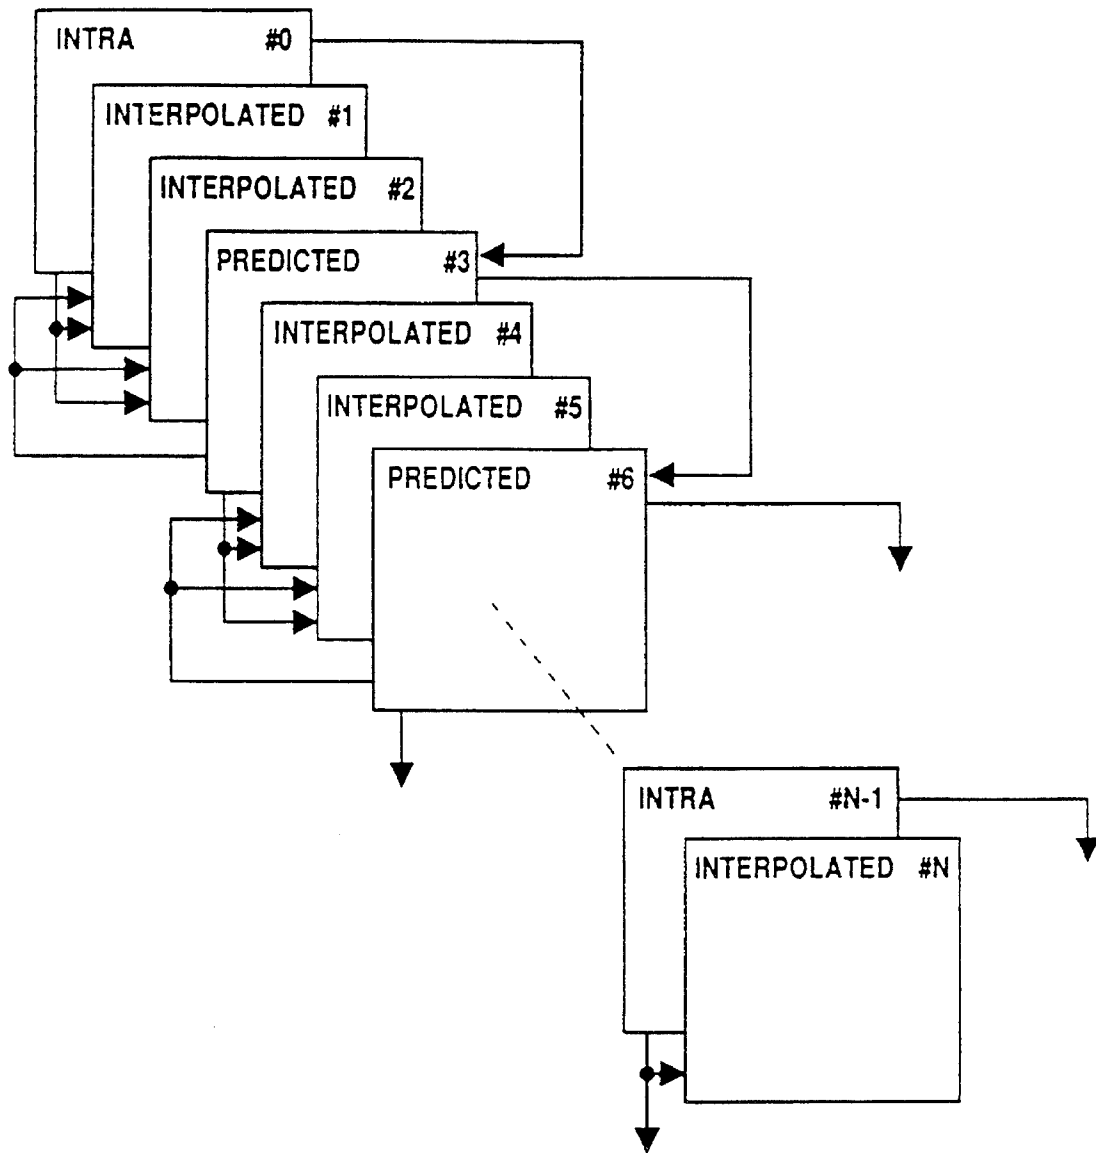 INTRA #0
INTERPOLATED #1
INTERPOLATED #2
PREDICTED #3
INTERPOLATED #4
INTERPOLATED #5
PREDICTED #6
INTRA #N-1
INTERPOLATED #N